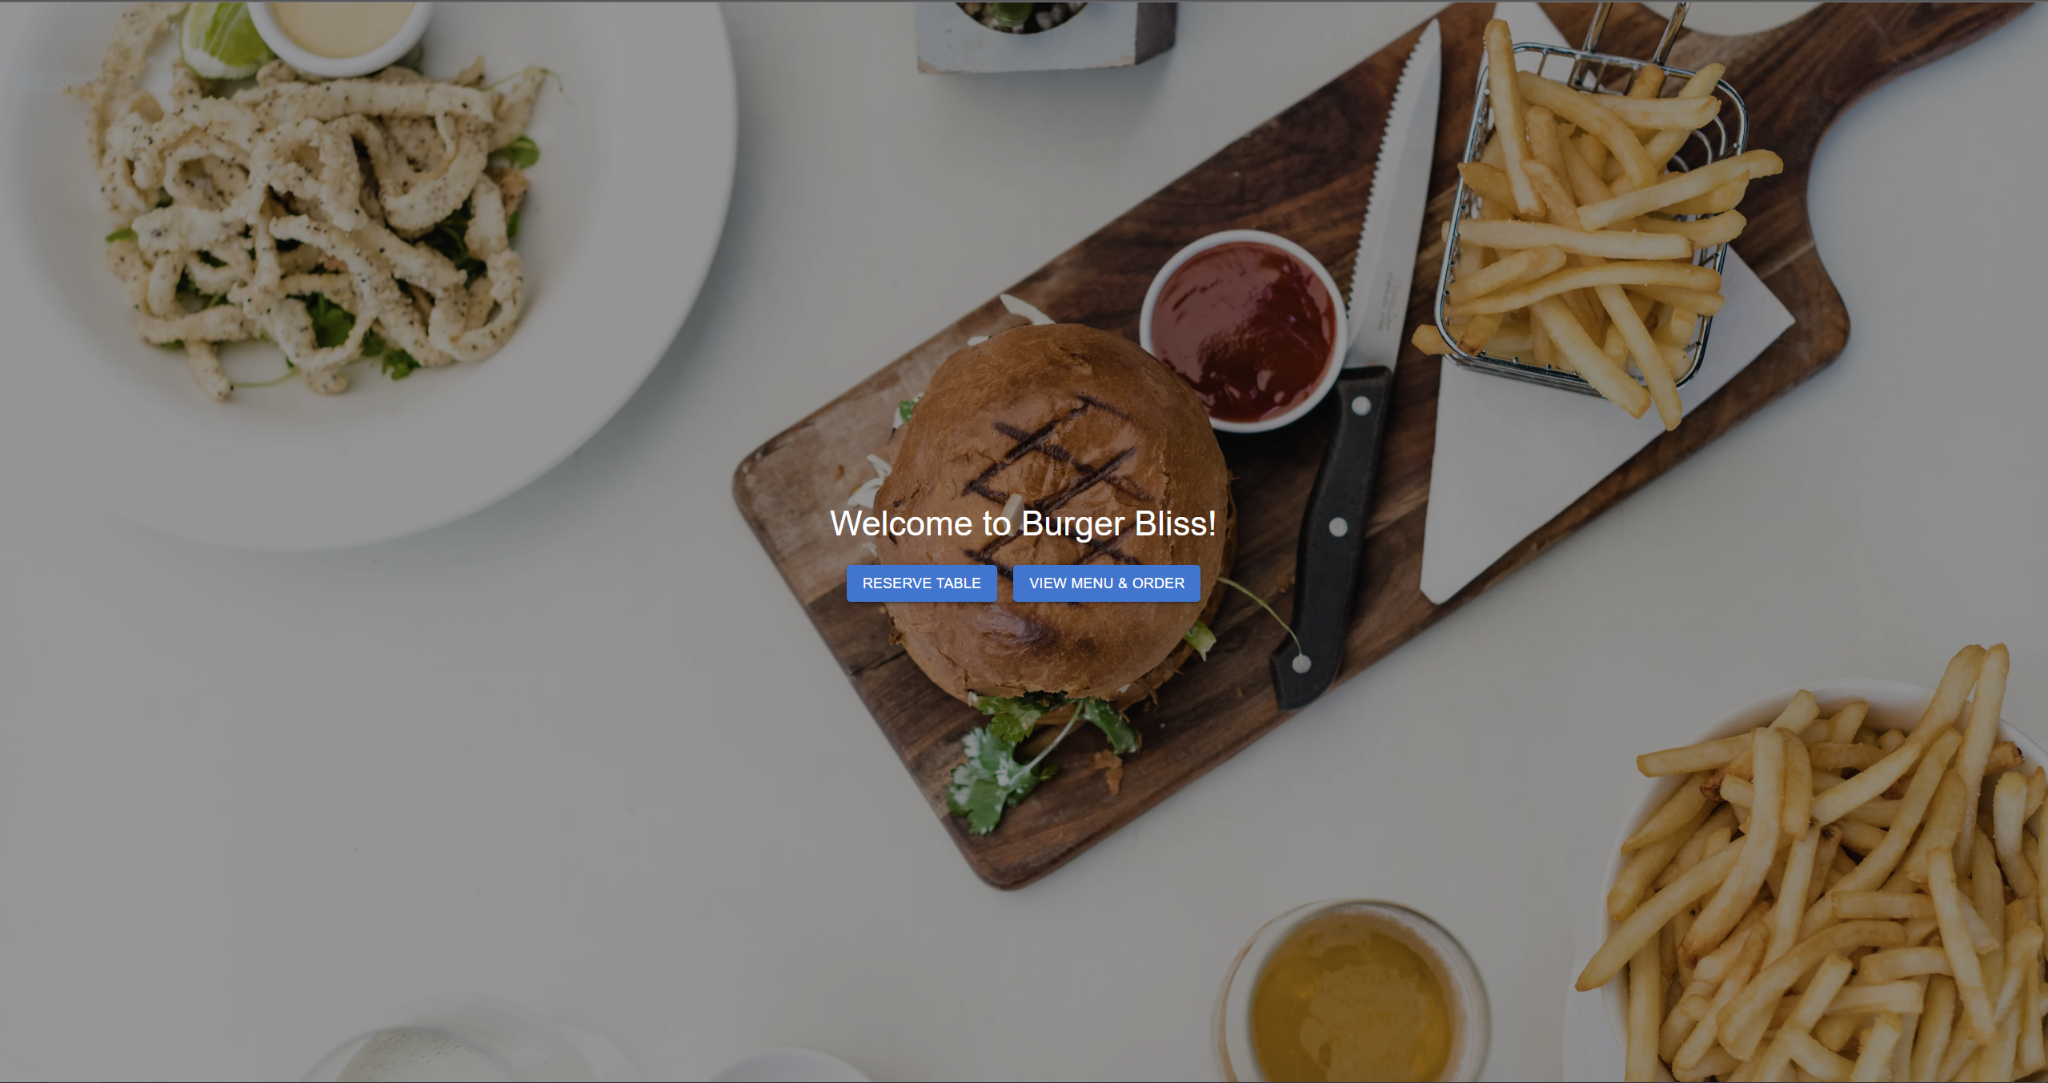 Welcome to Burger Bliss!
RESERVE TABLE
VIEW MENU & ORDER